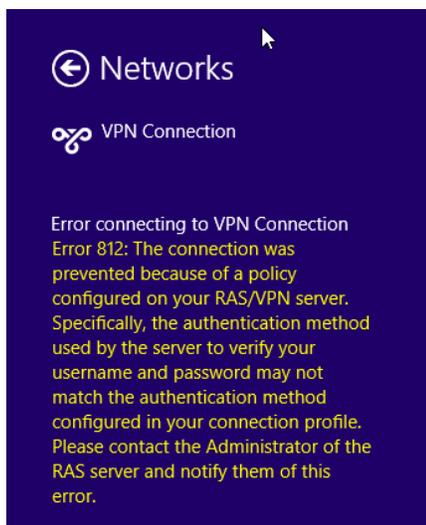 Networks
VPN Connection
Error connecting to VPN Connection
Error 812: The connection was
prevented because of a policy
configured on your RAS/VPN server.
Specifically, the authentication method
used by the server to verify your
username and password may not
match the authentication method
configured in your connection profile.
Please contact the Administrator of the
RAS server and notify them of this
error.